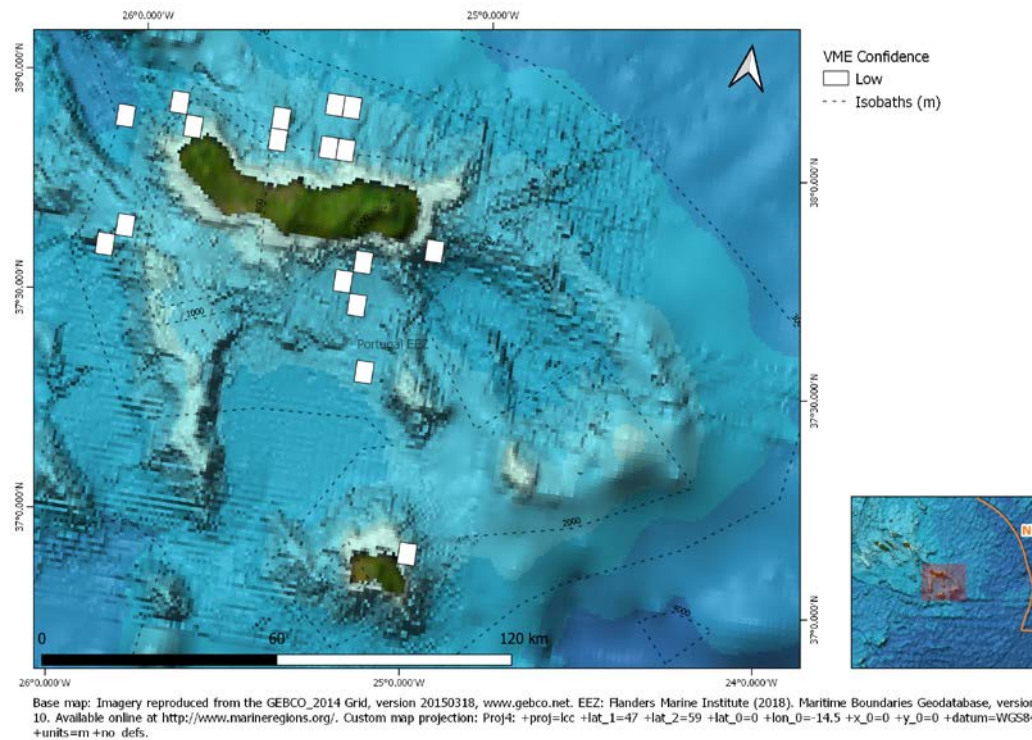 26°0.000'W 25°0.000'W
38°0.000'N
VME Confidence
Low
Isobaths (m)
38°0.000'N
37°30.000'N
1000
Portugal EEZ
37°30.000'N
37°0.000'N
2000
N
4000
37°0.000'N
0 60 120 km
26°0.000'W 25°0.000'W 24°0.000'W
Base map: Imagery reproduced from the GEBCO_2014 Grid, version 20150318, www.gebco.net. EEZ: Flanders Marine Institute (2018). Maritime Boundaries Geodatabase, version
10. Available online at http://www.marineregions.org/. Custom map projection: Proj4: +proj=lcc +lat_1=47 +lat_2=59 +lat_0=0 +lon_0=-14.5 +x_0=0 +y_0=0 +datum=WGS84
+units=m +no_defs.